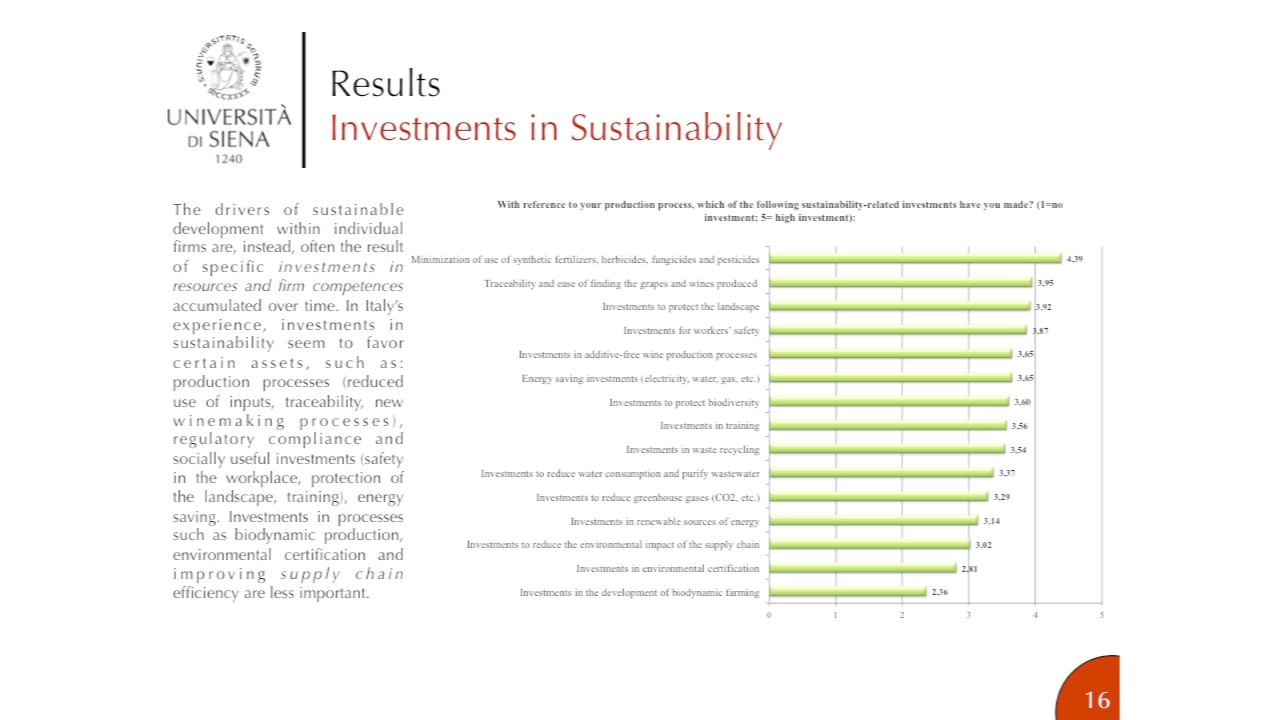 UNIVERSITÀ
DI SIENA
1240
Results
Investments in Sustainability
The drivers of sustainable
development within individual
firms are, instead, often the result
of specific investments in
resources and firm competences
accumulated over time. In Italy's
experience, investments in
sustainability seem to favor
certain assets, such as:
production processes (reduced
use of inputs, traceability, new
winemaking processes),
regulatory compliance and
socially useful investments (safety
in the workplace, protection of
the landscape, training), energy
saving. Investments in processes
such as biodynamic production,
environmental certification and
improving supply chain
efficiency are less important.
With reference to your production process, which of the following sustainability-related investments have you made? (1=no
investment; 5= high investment):
Minimization of use of synthetic fertilizers, herbicides, fungicides and pesticides 4,39
Traceability and ease of finding the grapes and wines produced 3,95
Investments to protect the landscape 3,92
Investments for workers' safety 3,87
Investments in additive-free wine production processes 3,65
Energy saving investments (electricity, water, gas, etc.) 3,65
Investments to protect biodiversity 3,60
Investments in training 3,56
Investments in waste recycling 3,54
Investments to reduce water consumption and purify wastewater 3,37
Investments to reduce greenhouse gases (CO2, etc.) 3,29
Investments in renewable sources of energy 3,14
Investments to reduce the environmental impact of the supply chain 3,02
Investments in environmental certification 2,81
Investments in the development of biodynamic farming 2,36
0 1 2 3 4 5
16